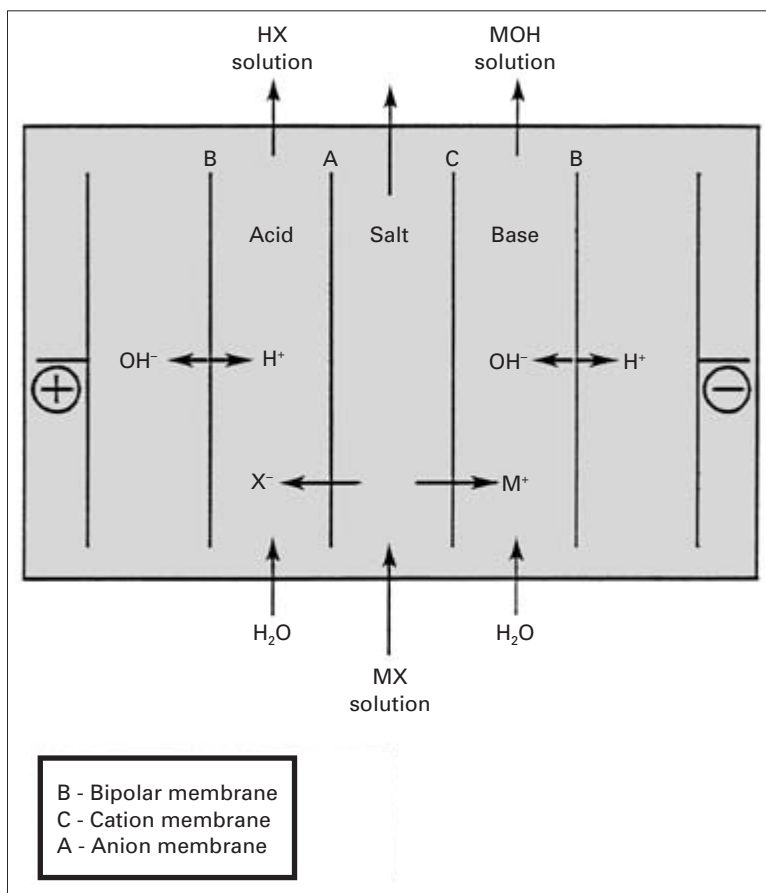 HX
solution
MOH
solution
B
A
C
B
Acid
Salt
Base
OH⁻
H⁺
OH⁻
H⁺
+
−
X⁻
M⁺
H₂O
H₂O
MX
solution
B - Bipolar membrane
C - Cation membrane
A - Anion membrane